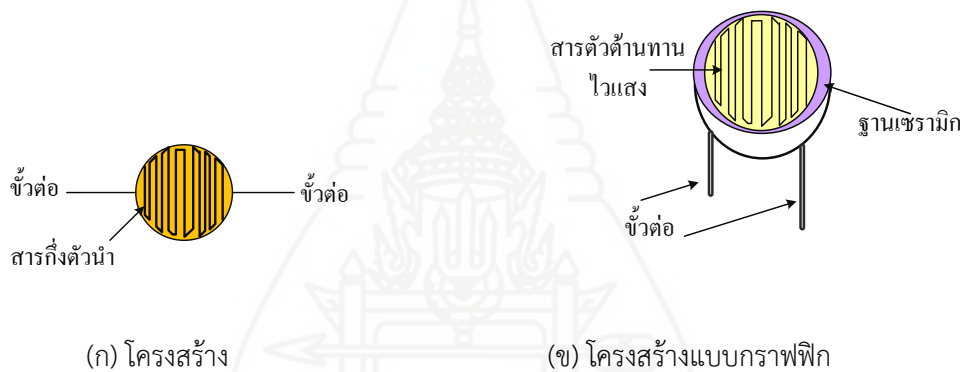 ขั้วต่อ
ขั้วต่อ
สารกึ่งตัวนำ
(ก) โครงสร้าง
สารตัวต้านทาน
ไวแสง
ฐานเซรามิก
ขั้วต่อ
(ข) โครงสร้างแบบกราฟฟิก